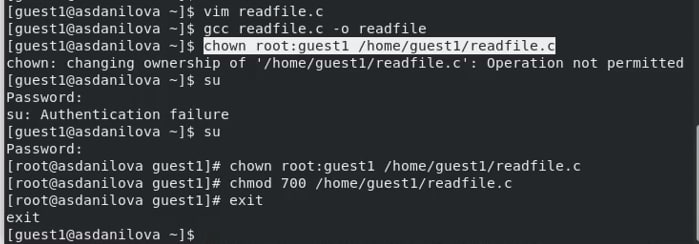 [guest1@asdanilova ~]$ vim readfile.c
[guest1@asdanilova ~]$ gcc readfile.c -o readfile
[guest1@asdanilova ~]$ chown root:guest1 /home/guest1/readfile.c
chown: changing ownership of '/home/guest1/readfile.c': Operation not permitted
[guest1@asdanilova ~]$ su
Password:
su: Authentication failure
[guest1@asdanilova ~]$ su
Password:
[root@asdanilova guest1]# chown root:guest1 /home/guest1/readfile.c
[root@asdanilova guest1]# chmod 700 /home/guest1/readfile.c
[root@asdanilova guest1]# exit
exit
[guest1@asdanilova ~]$